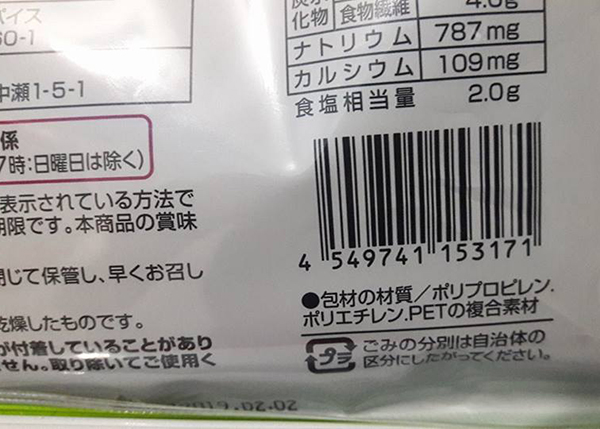 パイス
60-1
中瀬1-5-1
係
7時:日曜日は除く)
表示されている方法で
期限です。本商品の賞味
閉じて保管し、早くお召し
乾燥したものです。
が付着していることがあり
ません。取り除いてご使用く
化物 食物繊維 4.0g
ナトリウム 787mg
カルシウム 109mg
食塩相当量 2.0g
4 549741 153171
●包材の材質/ポリプロピレン.
ポリエチレン.PETの複合素材
プラ
ごみの分別は自治体の
区分にしたがってください。
2019.02.02